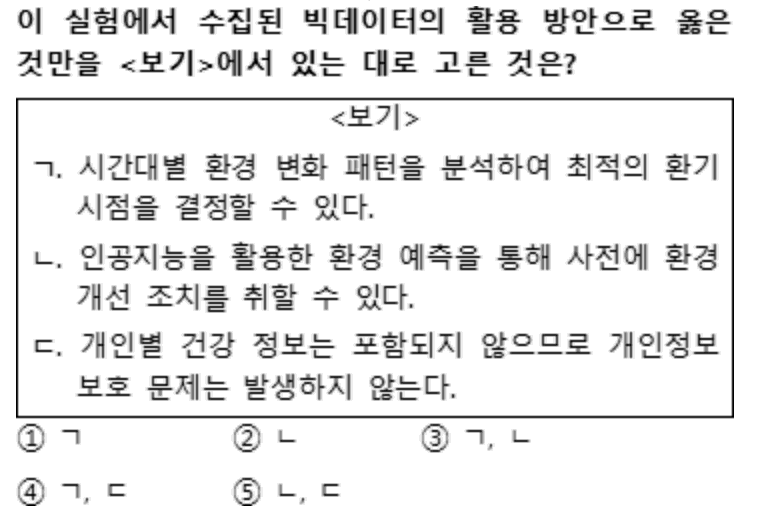 이 실험에서 수집된 빅데이터의 활용 방안으로 옳은
것만을 <보기>에서 있는 대로 고른 것은?
<보기>
ㄱ. 시간대별 환경 변화 패턴을 분석하여 최적의 환기
시점을 결정할 수 있다.
ㄴ. 인공지능을 활용한 환경 예측을 통해 사전에 환경
개선 조치를 취할 수 있다.
ㄷ. 개인별 건강 정보는 포함되지 않으므로 개인정보
보호 문제는 발생하지 않는다.
① ㄱ ② ㄴ ③ ㄱ, ㄴ
④ ㄱ, ㄷ ⑤ ㄴ, ㄷ